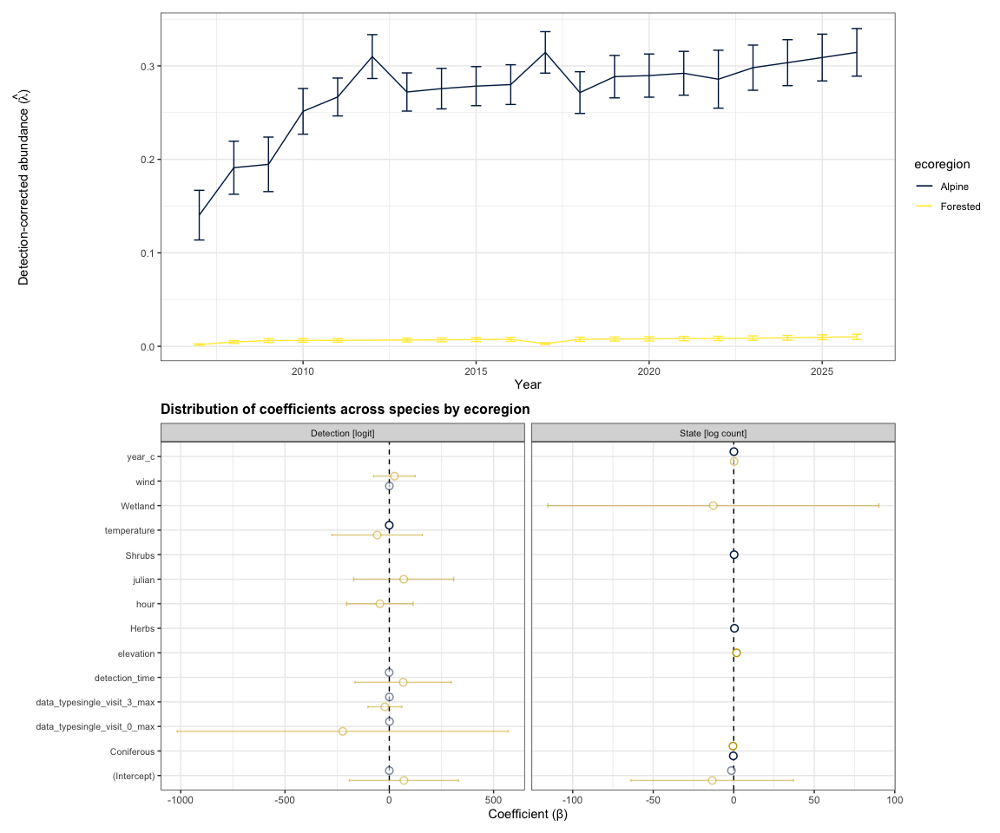 0.3
0.2
0.1
0.0
Detection-corrected abundance (λ̂)
2010
2015
2020
2025
Year
ecoregion
Alpine
Forested
Distribution of coefficients across species by ecoregion
Detection [logit]
State [log count]
year_c
wind
Wetland
temperature
Shrubs
julian
hour
Herbs
elevation
detection_time
data_typesingle_visit_3_max
data_typesingle_visit_0_max
Coniferous
(Intercept)
-1000
-500
0
500
-100
-50
0
50
100
Coefficient (β)